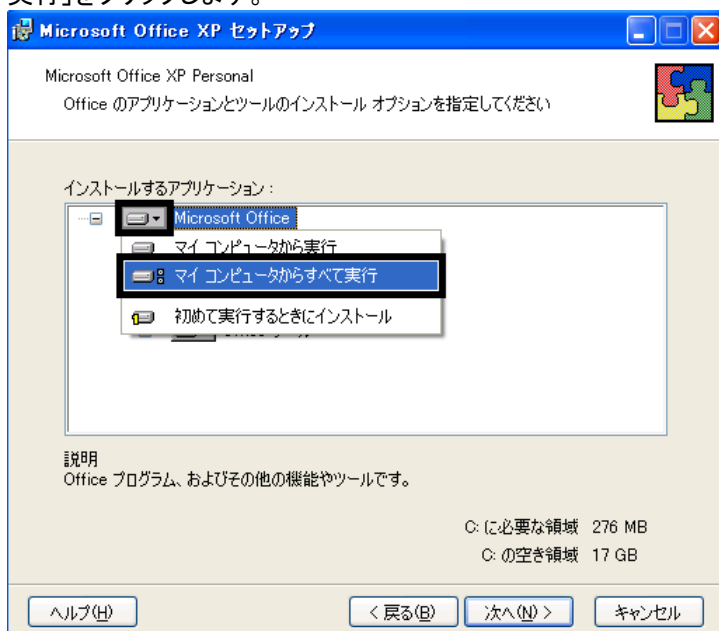 実行」をクリックします。
Microsoft Office XP セットアップ
Microsoft Office XP Personal
Office のアプリケーションとツールのインストール オプションを指定してください
インストールするアプリケーション :
Microsoft Office
マイ コンピュータから実行
マイ コンピュータからすべて実行
初めて実行するときにインストール
説明
Office プログラム、およびその他の機能やツールです。
C: に必要な領域 276 MB
C: の空き領域 17 GB
ヘルプ(H)
< 戻る(B)
次へ(N) >
キャンセル